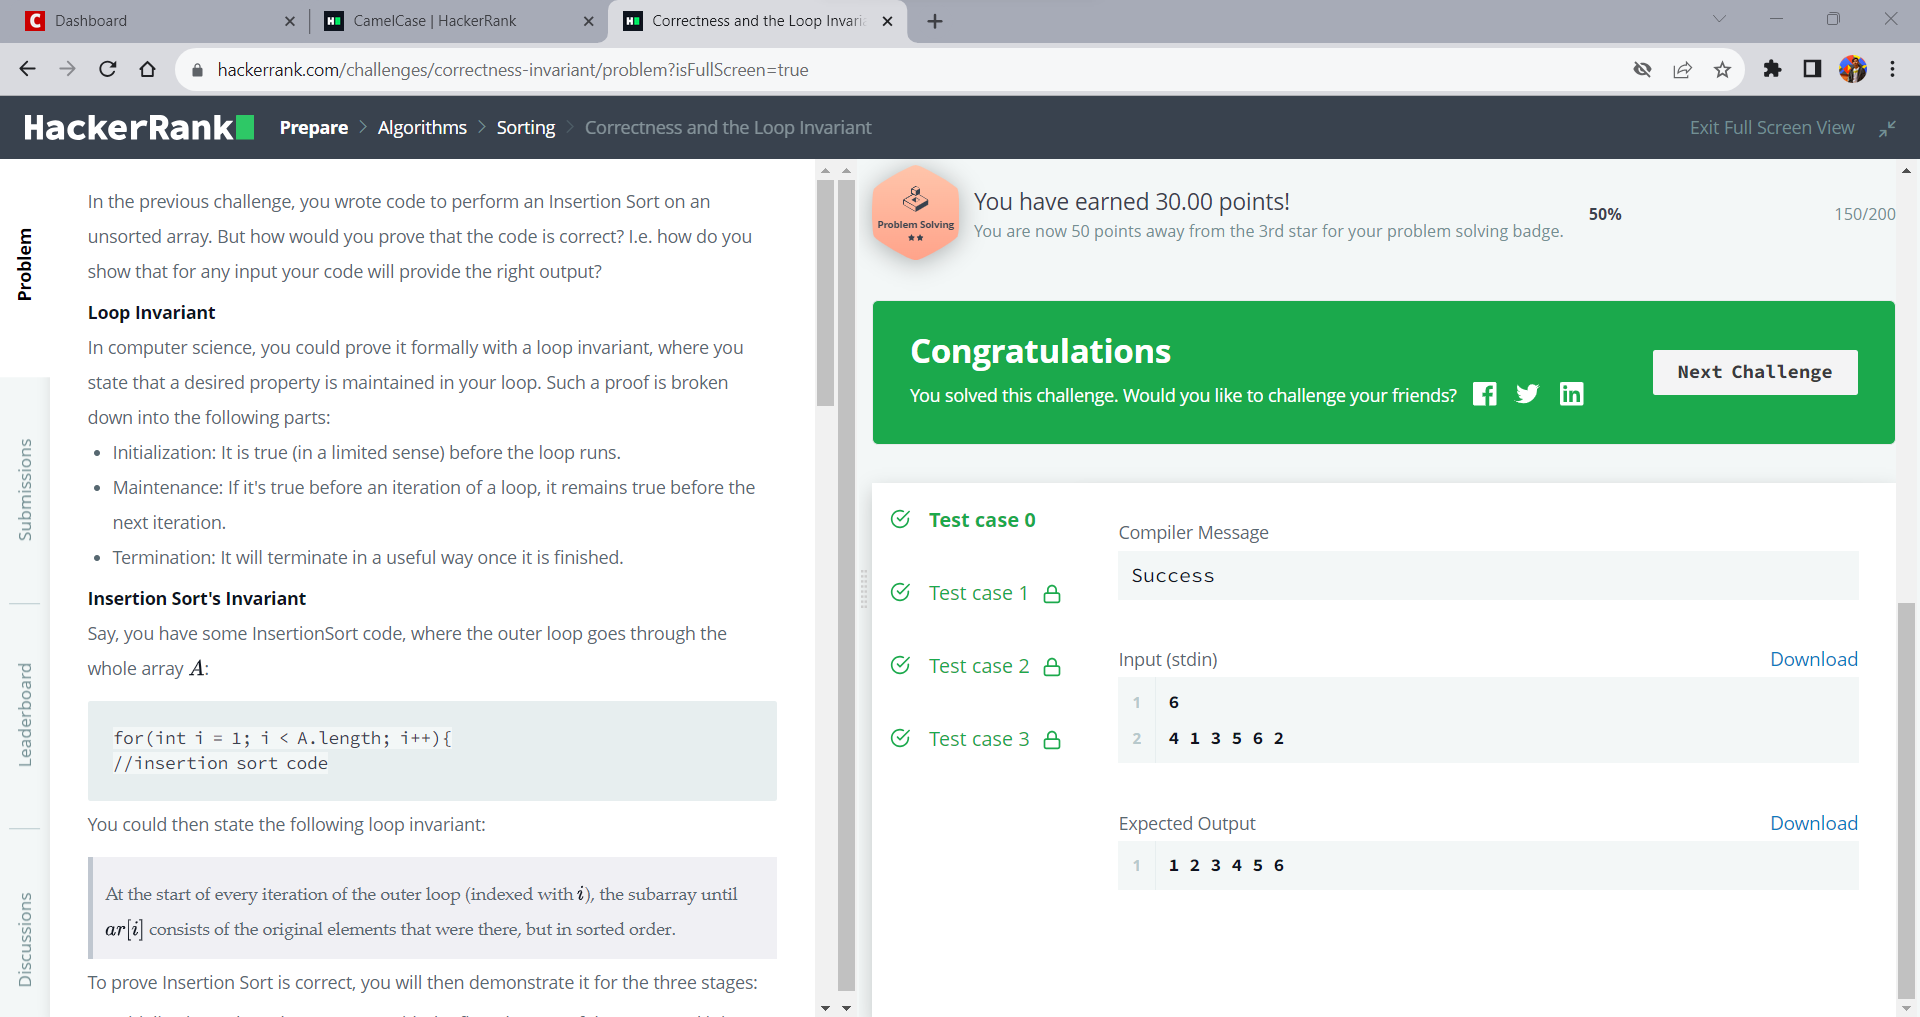 Dashboard
CamelCase | HackerRank
Correctness and the Loop Invaria
hackerrank.com/challenges/correctness-invariant/problem?isFullScreen=true
HackerRank
Prepare > Algorithms > Sorting > Correctness and the Loop Invariant
Exit Full Screen View
Problem
Submissions
Leaderboard
Discussions
In the previous challenge, you wrote code to perform an Insertion Sort on an
unsorted array. But how would you prove that the code is correct? I.e. how do you
show that for any input your code will provide the right output?
Loop Invariant
In computer science, you could prove it formally with a loop invariant, where you
state that a desired property is maintained in your loop. Such a proof is broken
down into the following parts:
• Initialization: It is true (in a limited sense) before the loop runs.
• Maintenance: If it's true before an iteration of a loop, it remains true before the
next iteration.
• Termination: It will terminate in a useful way once it is finished.
Insertion Sort's Invariant
Say, you have some InsertionSort code, where the outer loop goes through the
whole array A:
for(int i = 1; i < A.length; i++){
//insertion sort code
You could then state the following loop invariant:
At the start of every iteration of the outer loop (indexed with i), the subarray until
ar[i] consists of the original elements that were there, but in sorted order.
To prove Insertion Sort is correct, you will then demonstrate it for the three stages:
Problem Solving
You have earned 30.00 points!
You are now 50 points away from the 3rd star for your problem solving badge.
50%
150/200
Congratulations
You solved this challenge. Would you like to challenge your friends?
Next Challenge
Test case 0
Test case 1
Test case 2
Test case 3
Compiler Message
Success
Input (stdin)
Download
1 6
2 4 1 3 5 6 2
Expected Output
Download
1 1 2 3 4 5 6